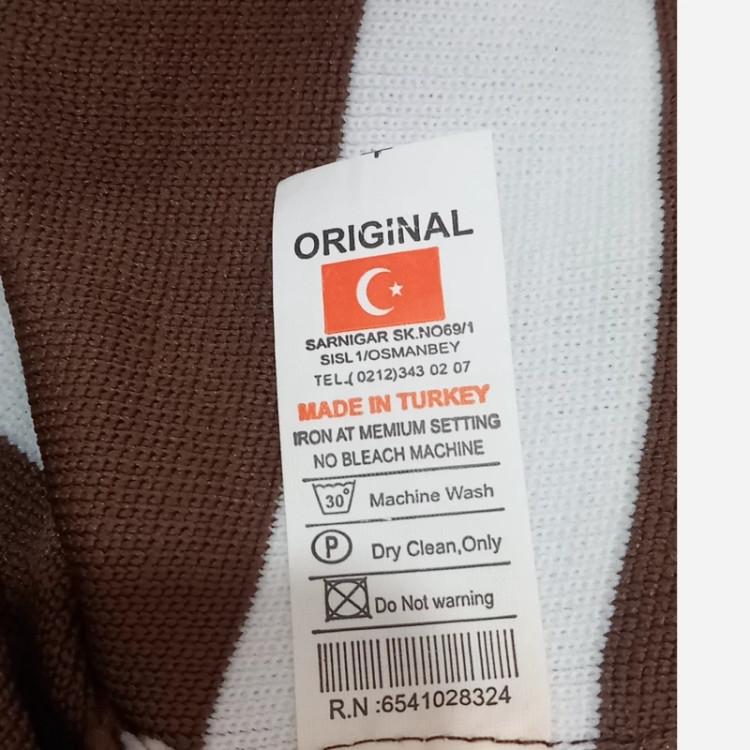 ORIGiNAL
SARNIGAR SK.NO69/1
SISL 1/OSMANBEY
TEL.( 0212)343 02 07
MADE IN TURKEY
IRON AT MEMIUM SETTING
NO BLEACH MACHINE
30° Machine Wash
P Dry Clean,Only
Do Not warning
R.N :6541028324